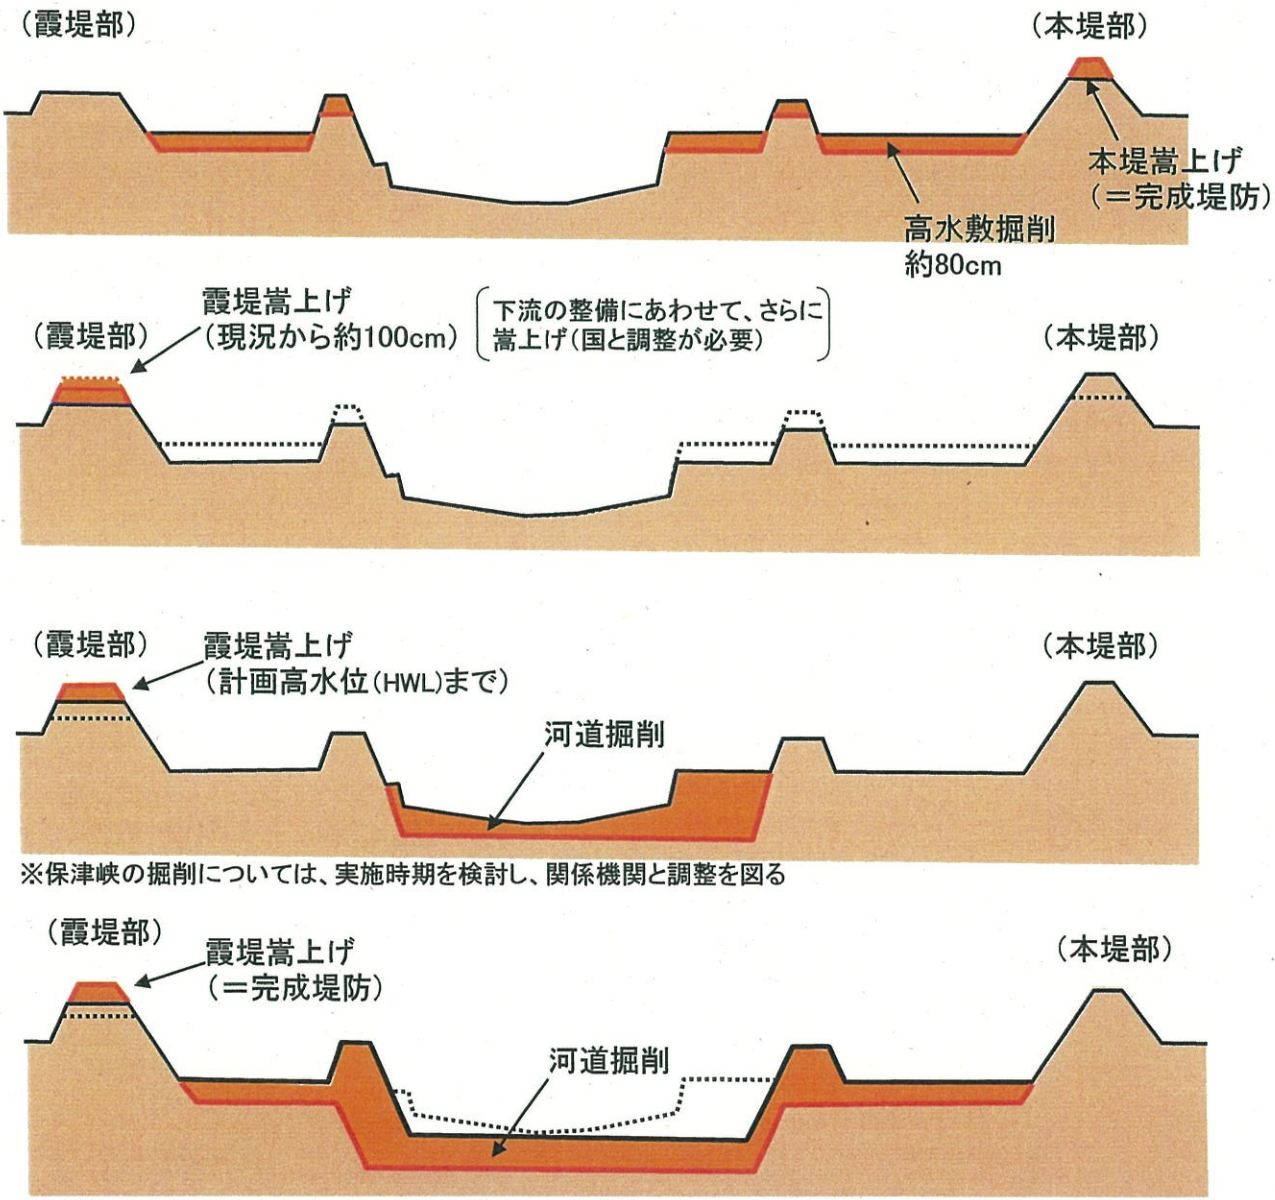 (霞堤部)
(本堤部)
本堤嵩上げ
(＝完成堤防)
高水敷掘削
約80cm
霞堤嵩上げ
(現況から約100cm)
下流の整備にあわせて、さらに
嵩上げ(国と調整が必要)
(霞堤部)
(本堤部)
(霞堤部)
霞堤嵩上げ
(計画高水位(HWL)まで)
(本堤部)
河道掘削
※保津峡の掘削については、実施時期を検討し、関係機関と調整を図る
(霞堤部)
霞堤嵩上げ
(＝完成堤防)
(本堤部)
河道掘削